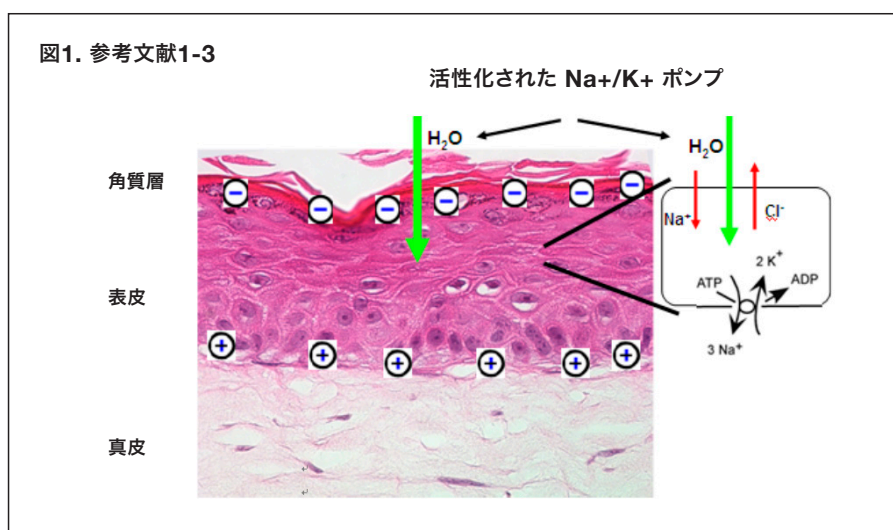 図1. 参考文献1-3
活性化された Na+/K+ ポンプ
H₂O
H₂O
角質層
Na⁺
Cl⁻
表皮
2 K⁺
ATP
ADP
3 Na⁺
真皮